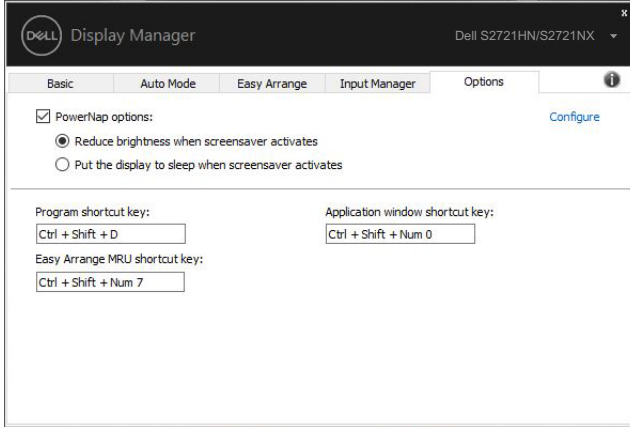 x
DELL Display Manager
Dell S2721HN/S2721NX
Basic Auto Mode Easy Arrange Input Manager Options i
PowerNap options: Configure
Reduce brightness when screensaver activates
Put the display to sleep when screensaver activates
Program shortcut key: Application window shortcut key:
Ctrl + Shift + D Ctrl + Shift + Num 0
Easy Arrange MRU shortcut key:
Ctrl + Shift + Num 7